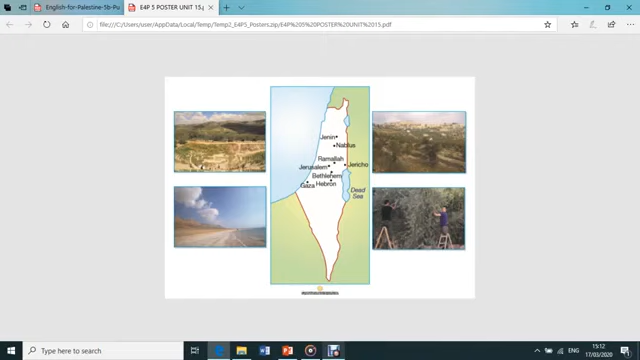 English-for-Palestine-5b-Pu
E4P 5 POSTER UNIT 15.p
file:///C:/Users/user/AppData/Local/Temp/Temp2_E4P5_Posters.zip/E4P%205%20POSTER%20UNIT%2015.pdf
Jenin
Nablus
Ramallah
Jerusalem
Jericho
Bethlehem
Gaza
Hebron
Dead
Sea
Type here to search
ENG
15:12
17/03/2020